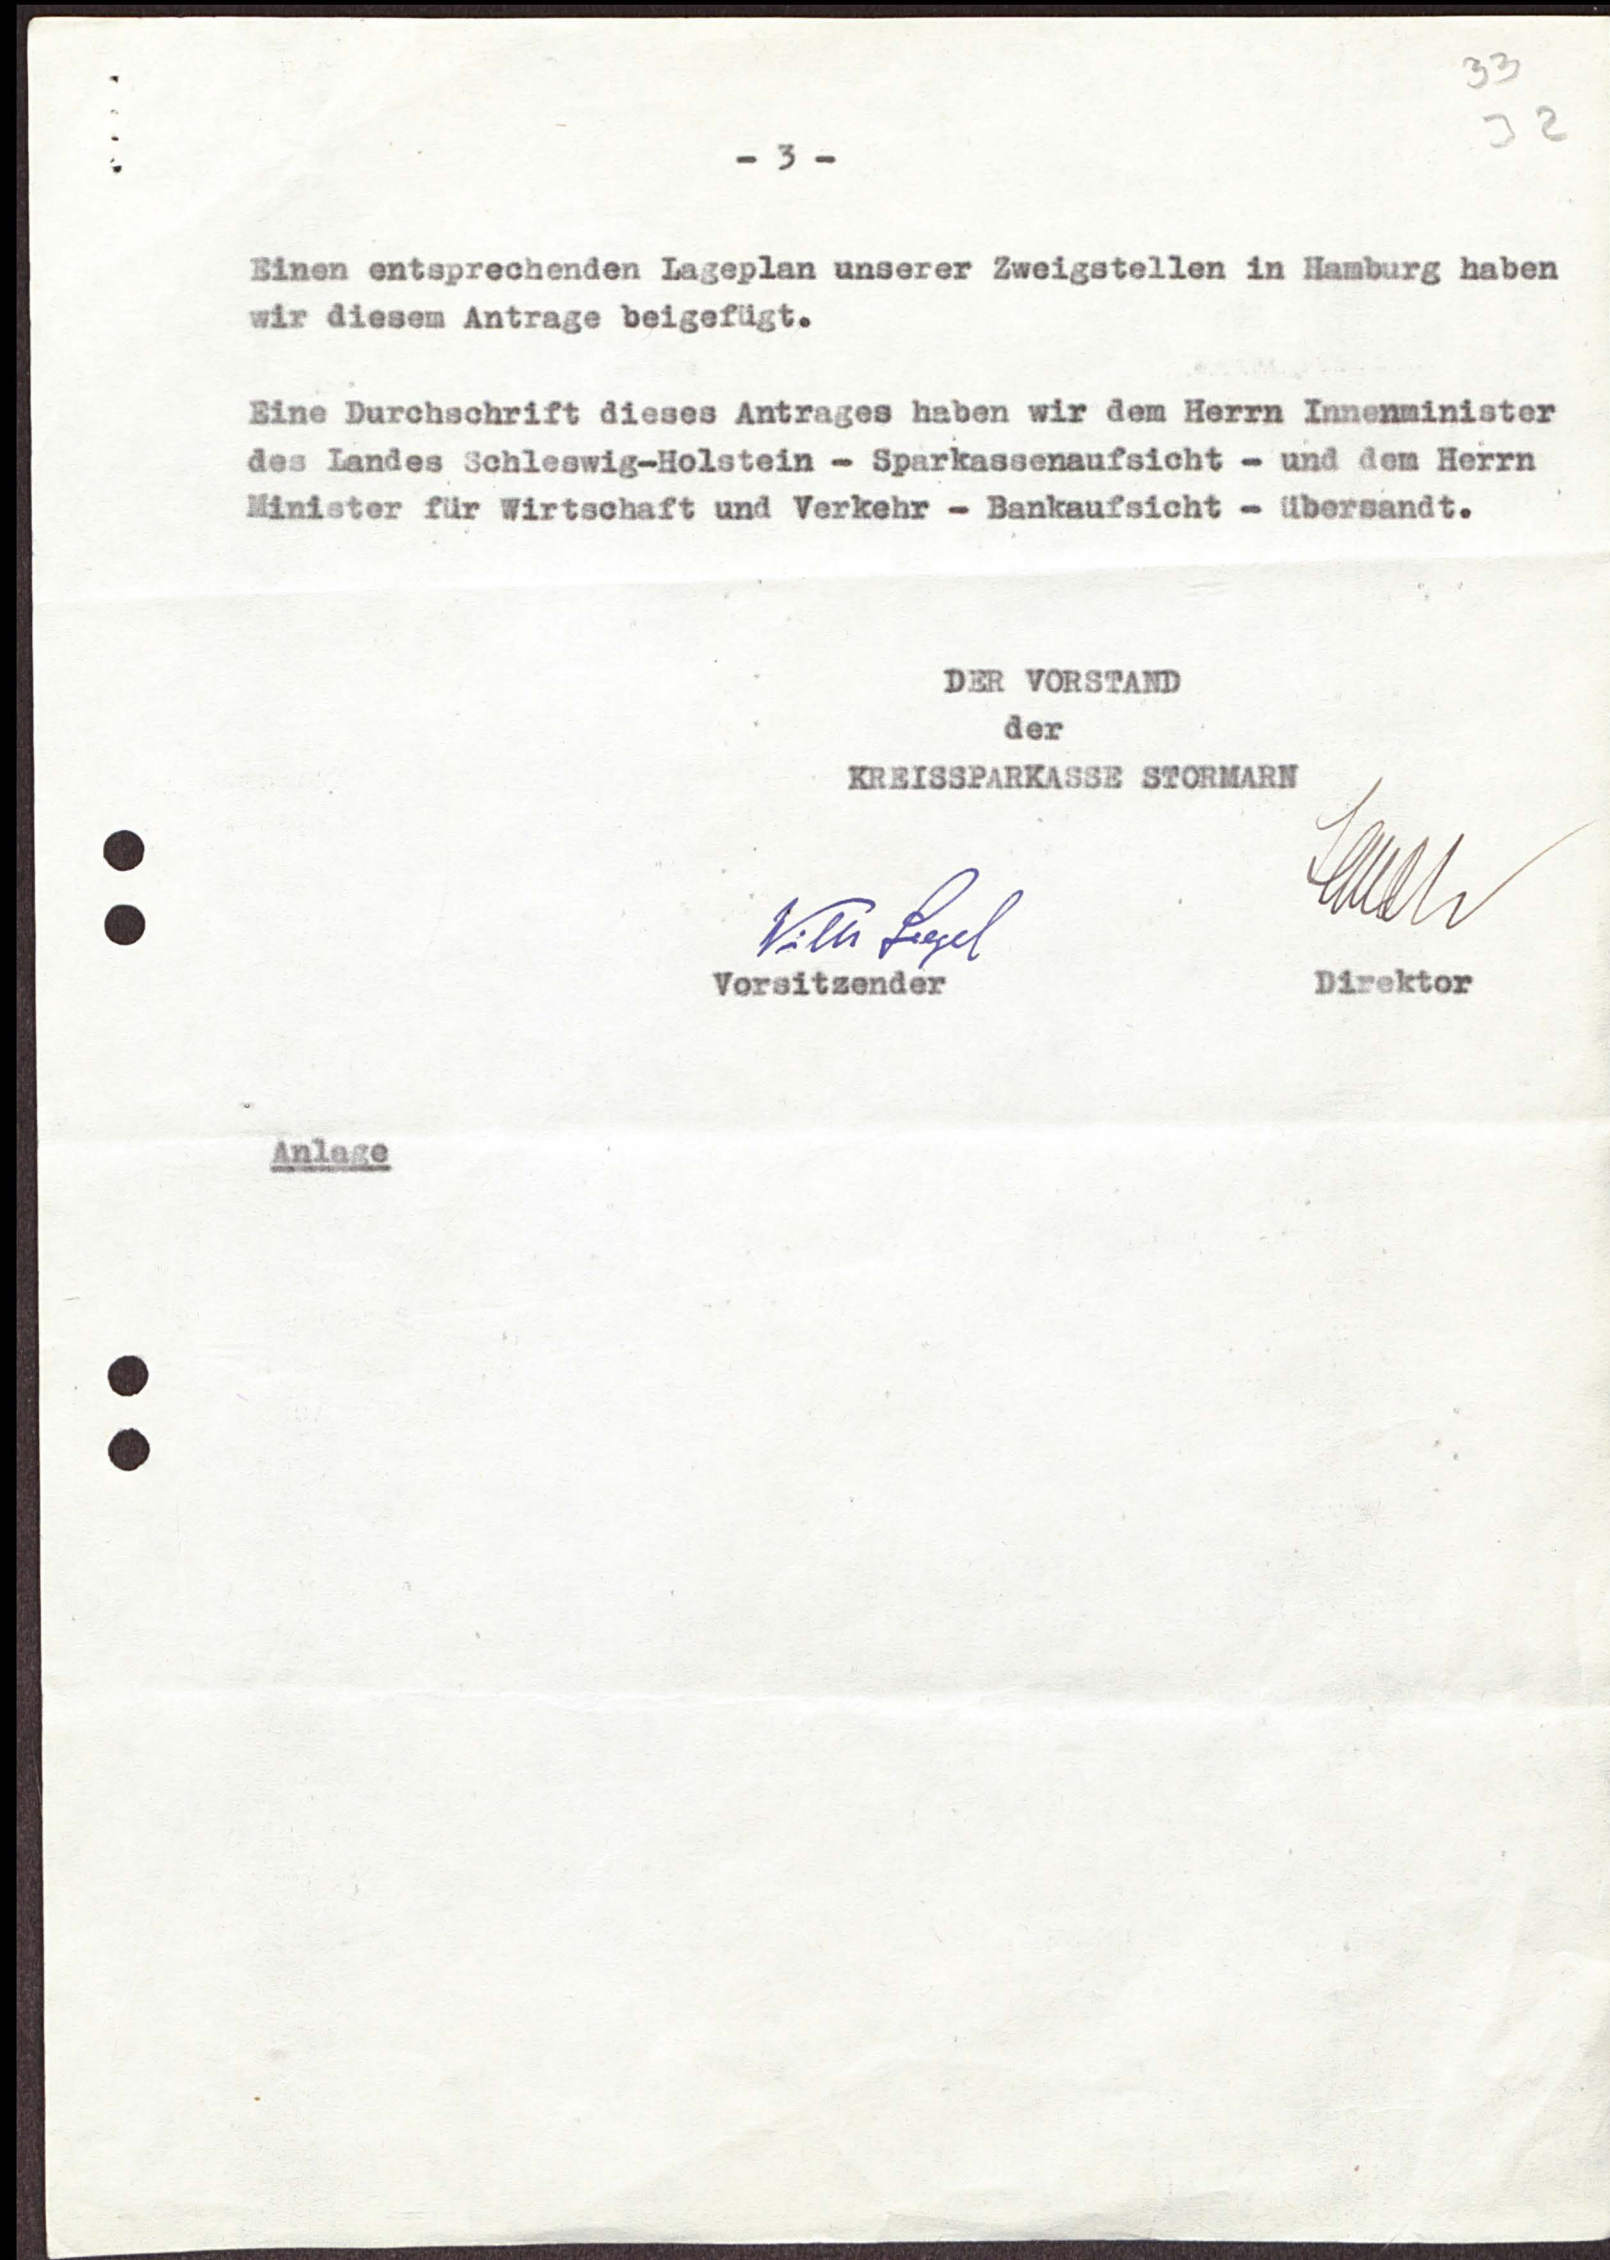 33
32
- 3 -
Einen entsprechenden Lageplan unserer Zweigstellen in Hamburg haben
wir diesem Antrage beigefügt.
Eine Durchschrift dieses Antrages haben wir dem Herrn Innenminister
des Landes Schleswig-Holstein - Sparkassenaufsicht - und dem Herrn
Minister für Wirtschaft und Verkehr - Bankaufsicht - übersandt.
DER VORSTAND
der
KREISSPARKASSE STORMARN
Vorsitzender
Direktor
Anlage